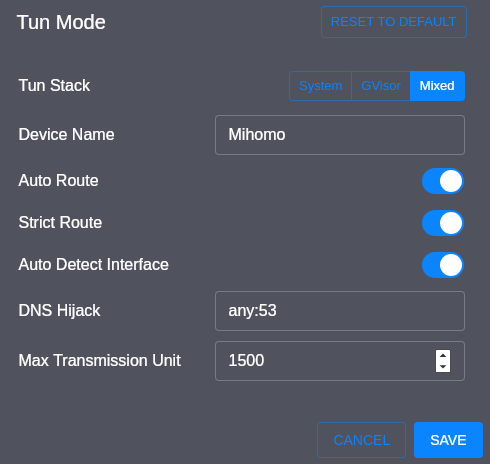 Tun Mode RESET TO DEFAULT
Tun Stack System GVisor Mixed
Device Name Mihomo
Auto Route
Strict Route
Auto Detect Interface
DNS Hijack any:53
Max Transmission Unit 1500
CANCEL SAVE